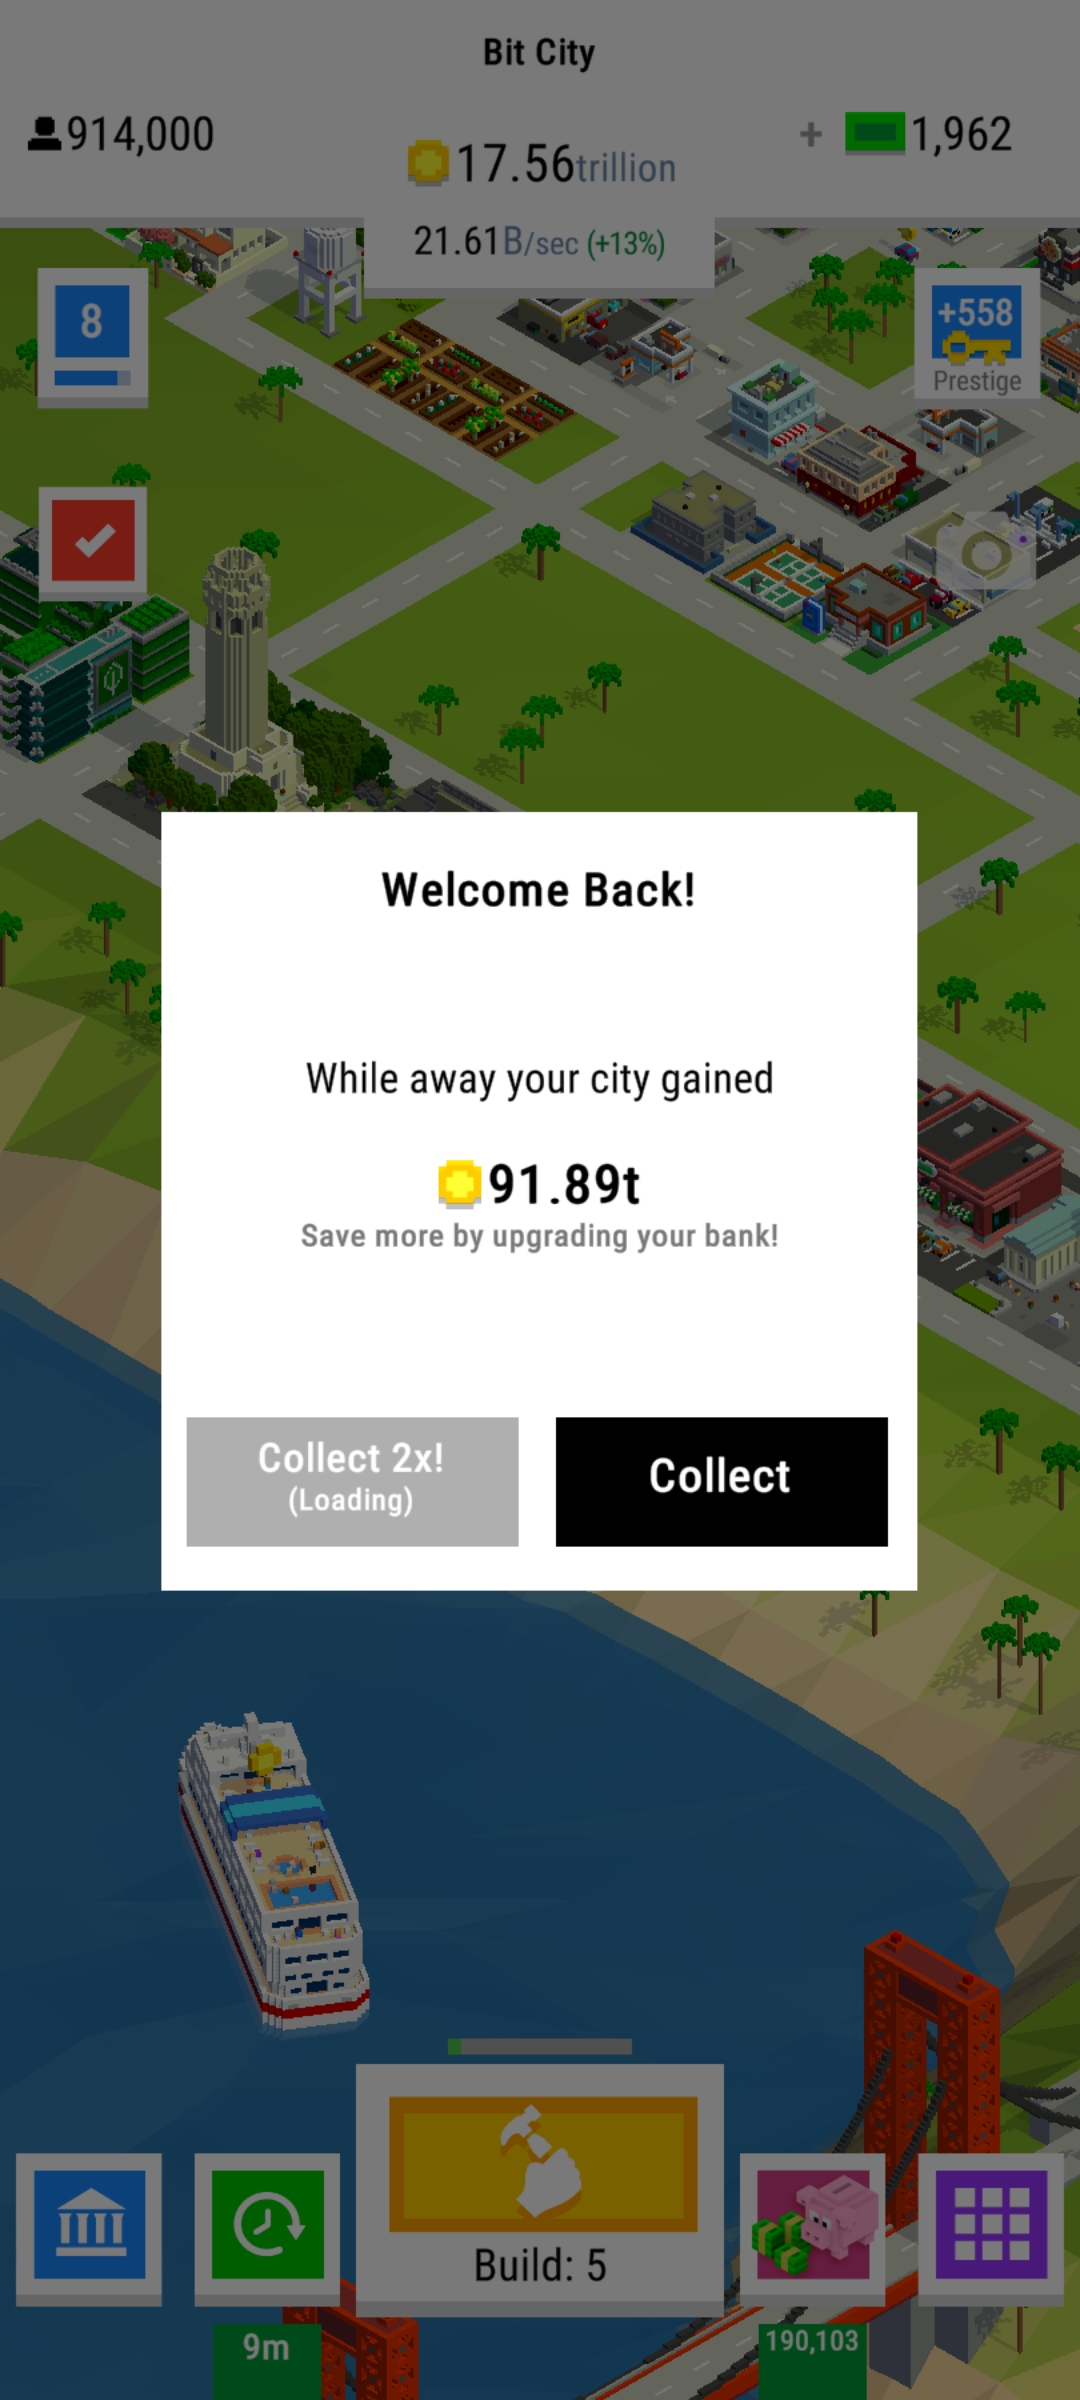 Bit City
914,000
17.56trillion
+ 1,962
21.61B/sec (+13%)
8
+558
Prestige
Welcome Back!
While away your city gained
91.89t
Save more by upgrading your bank!
Collect 2x!
(Loading)
Collect
Build: 5
9m
190,103